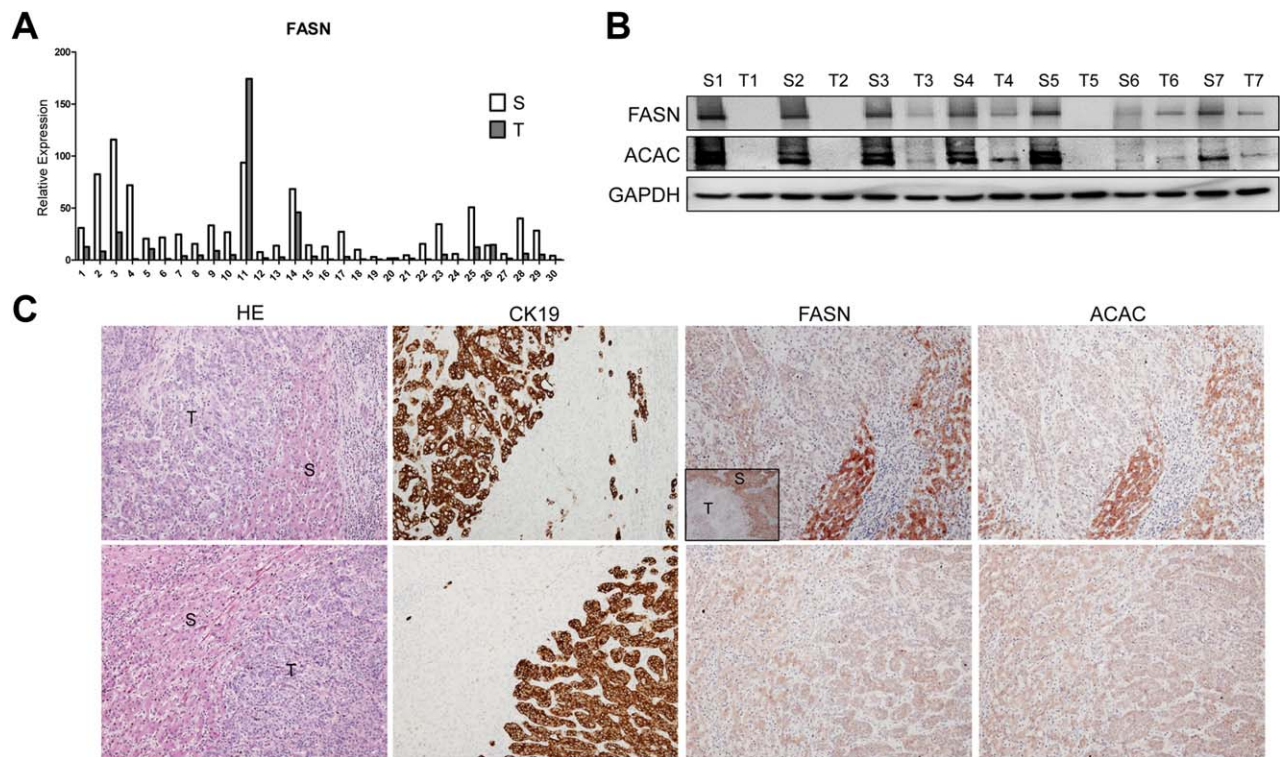 A
FASN
Relative Expression
200
150
100
50
0
S
T
1 2 3 4 5 6 7 8 9 10 11 12 13 14 15 16 17 18 19 20 21 22 23 24 25 26 27 28 29 30
B
S1 T1 S2 T2 S3 T3 S4 T4 S5 T5 S6 T6 S7 T7
FASN
ACAC
GAPDH
C
HE CK19 FASN ACAC
T
S
S
T
S
T